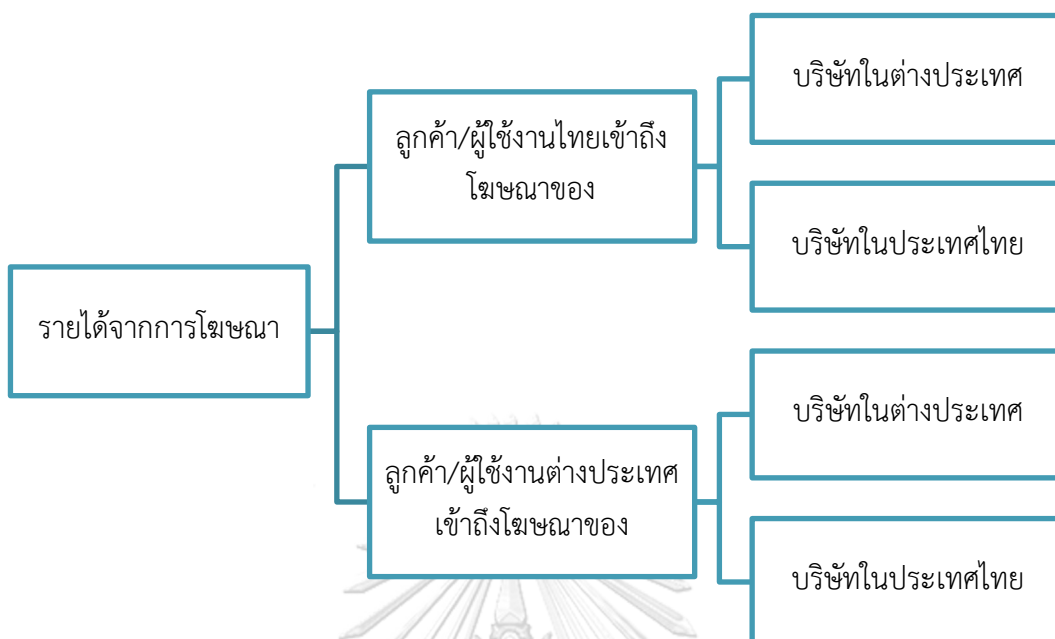 บริษัทในต่างประเทศ
ลูกค้า/ผู้ใช้งานไทยเข้าถึง
โฆษณาของ
บริษัทในประเทศไทย
รายได้จากการโฆษณา
บริษัทในต่างประเทศ
ลูกค้า/ผู้ใช้งานต่างประเทศ
เข้าถึงโฆษณาของ
บริษัทในประเทศไทย